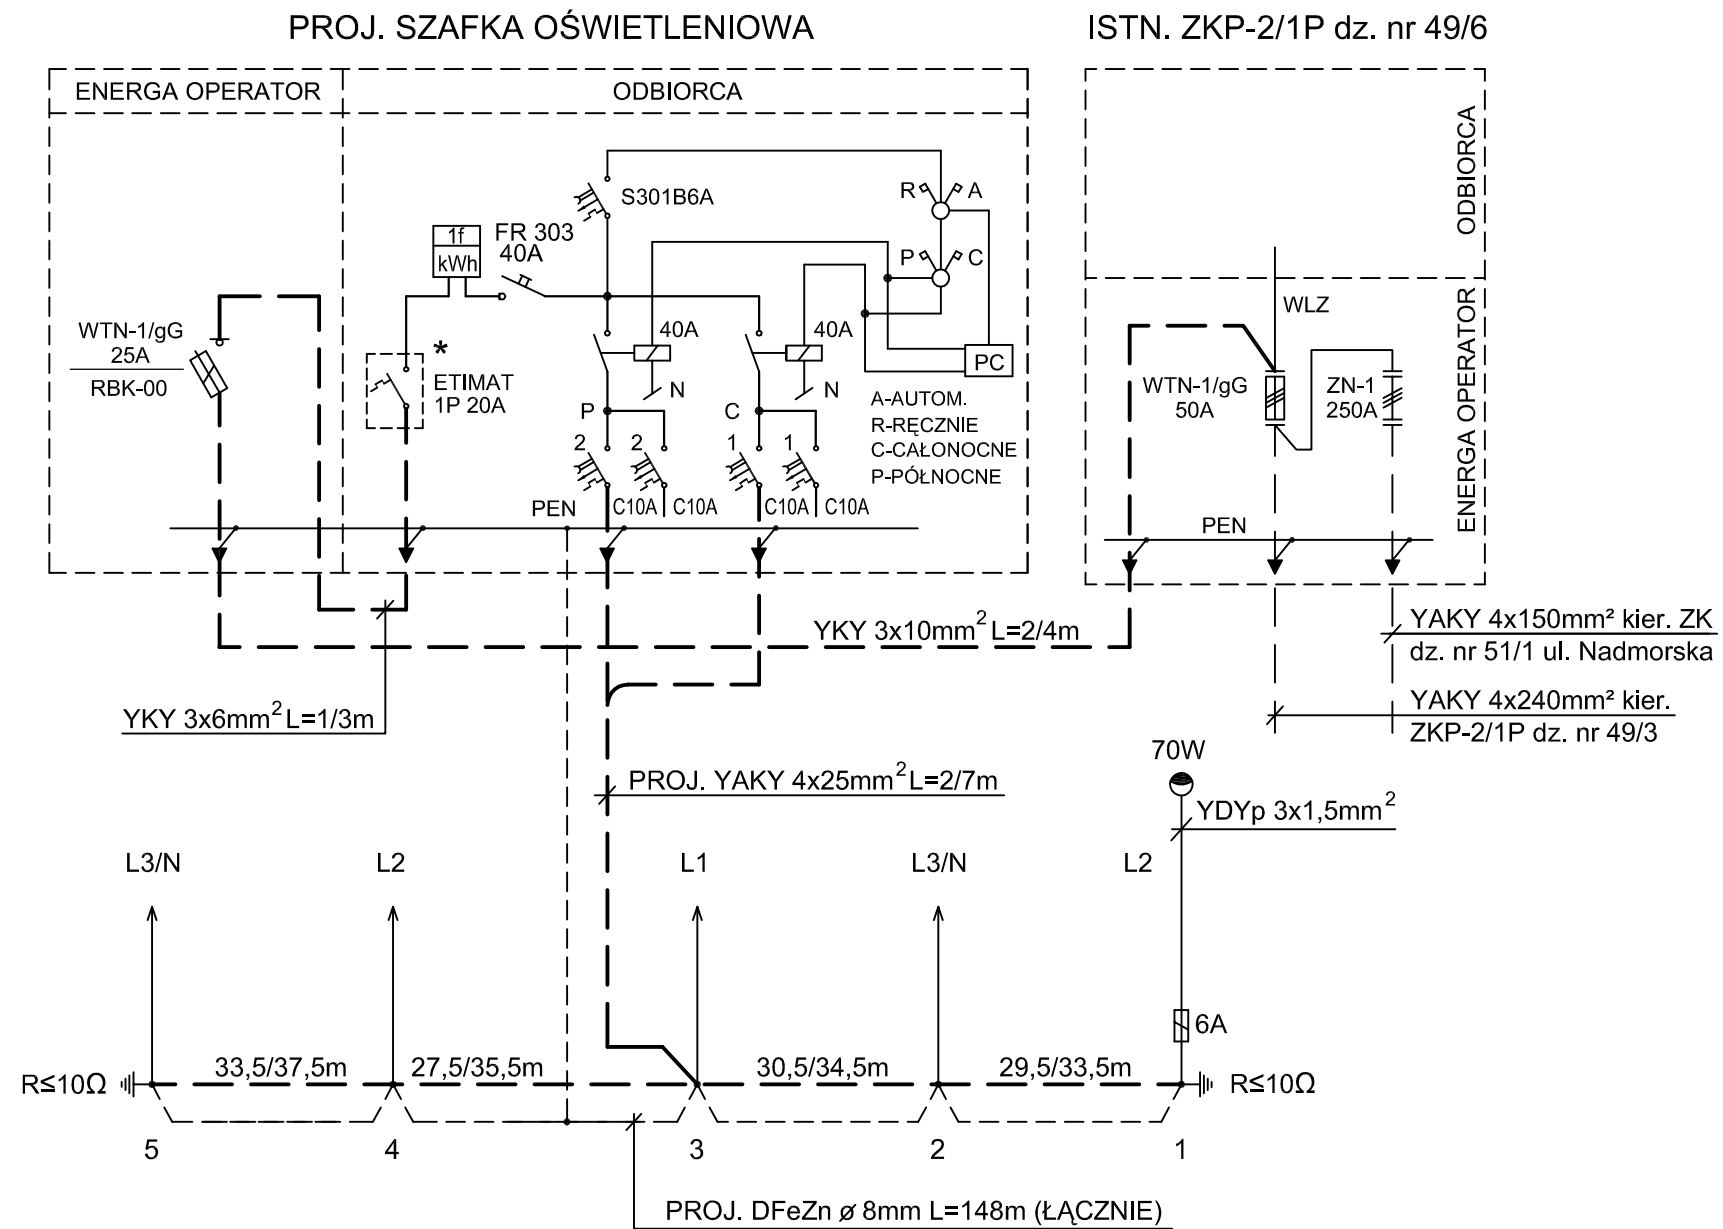 PROJ. SZAFKA OŚWIETLENIOWA
ISTN. ZKP-2/1P dz. nr 49/6
ENERGA OPERATOR
ODBIORCA
ODBIORCA
ENERGA OPERATOR
S301B6A
R
A
P
C
1f
kWh
FR 303
40A
WLZ
WTN-1/gG
25A
RBK-00
*
ETIMAT
1P 20A
40A
N
40A
N
PC
WTN-1/gG
50A
ZN-1
250A
A-AUTOM.
R-RĘCZNIE
C-CAŁONOCNE
P-PÓŁNOCNE
P
C
2
2
1
1
C10A
C10A
C10A
C10A
PEN
PEN
YKY 3x10mm² L=2/4m
YAKY 4x150mm² kier. ZK
dz. nr 51/1 ul. Nadmorska
YKY 3x6mm² L=1/3m
YAKY 4x240mm² kier.
ZKP-2/1P dz. nr 49/3
70W
PROJ. YAKY 4x25mm² L=2/7m
YDYp 3x1,5mm²
L3/N
L2
L1
L3/N
L2
6A
R≤10Ω
33,5/37,5m
27,5/35,5m
30,5/34,5m
29,5/33,5m
R≤10Ω
5
4
3
2
1
PROJ. DFeZn ø 8mm L=148m (ŁĄCZNIE)